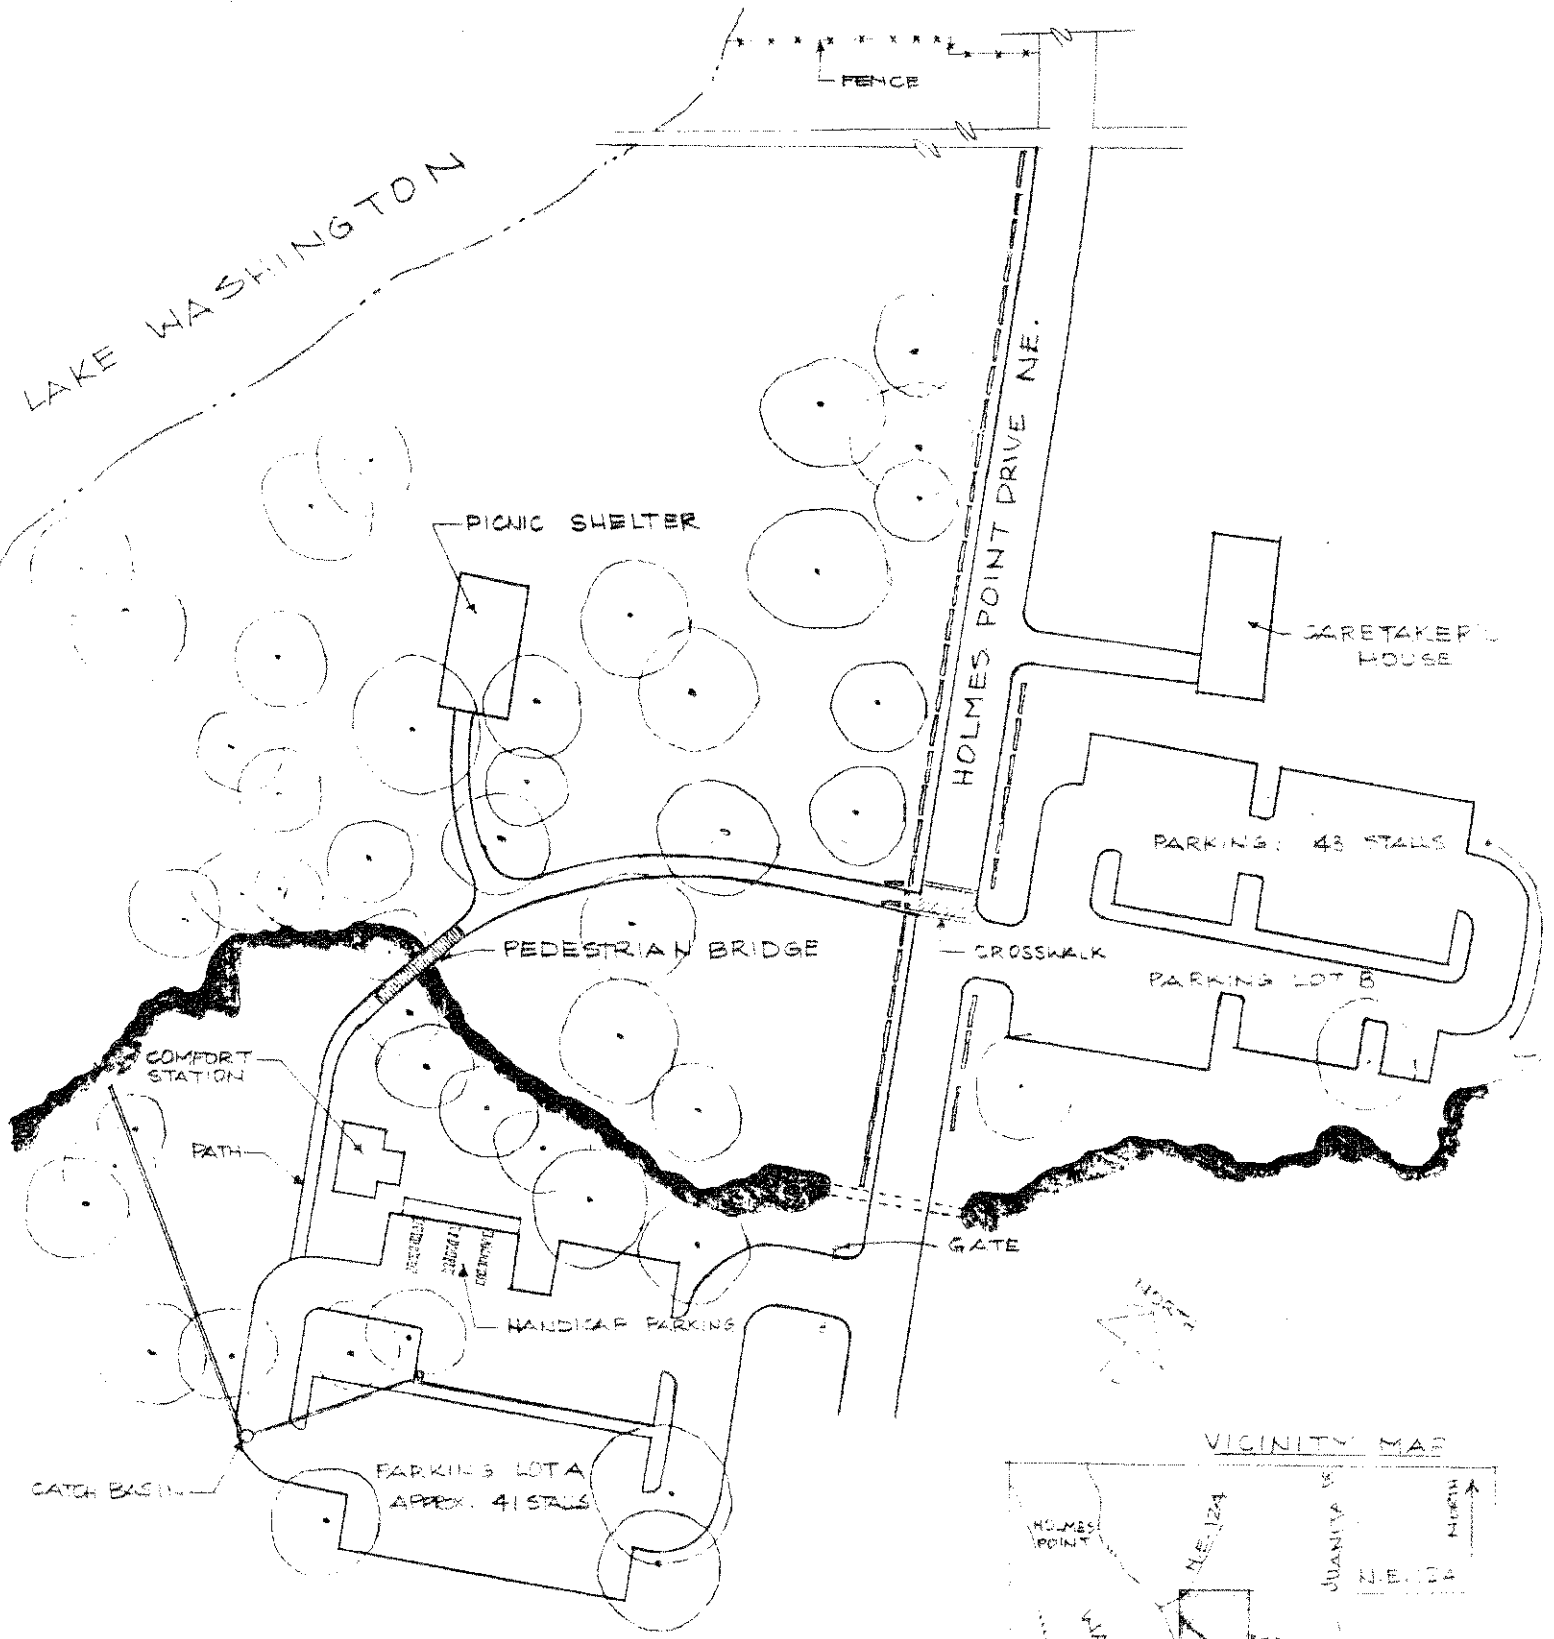 FENCE
LAKE WASHINGTON
HOLMES POINT DRIVE NE.
PICNIC SHELTER
CARETAKER'S
HOUSE
PARKING: 43 STALLS
PEDESTRIAN BRIDGE
CROSSWALK
PARKING LOT B
COMFORT
STATION
PATH
GATE
NORTH
HANDICAP PARKING
CATCH BASIN
PARKING LOT A
APPROX. 41 STALLS
VICINITY MAP
HOLMES
POINT
N.E. 124
JUANITA
NORTH
N.E.